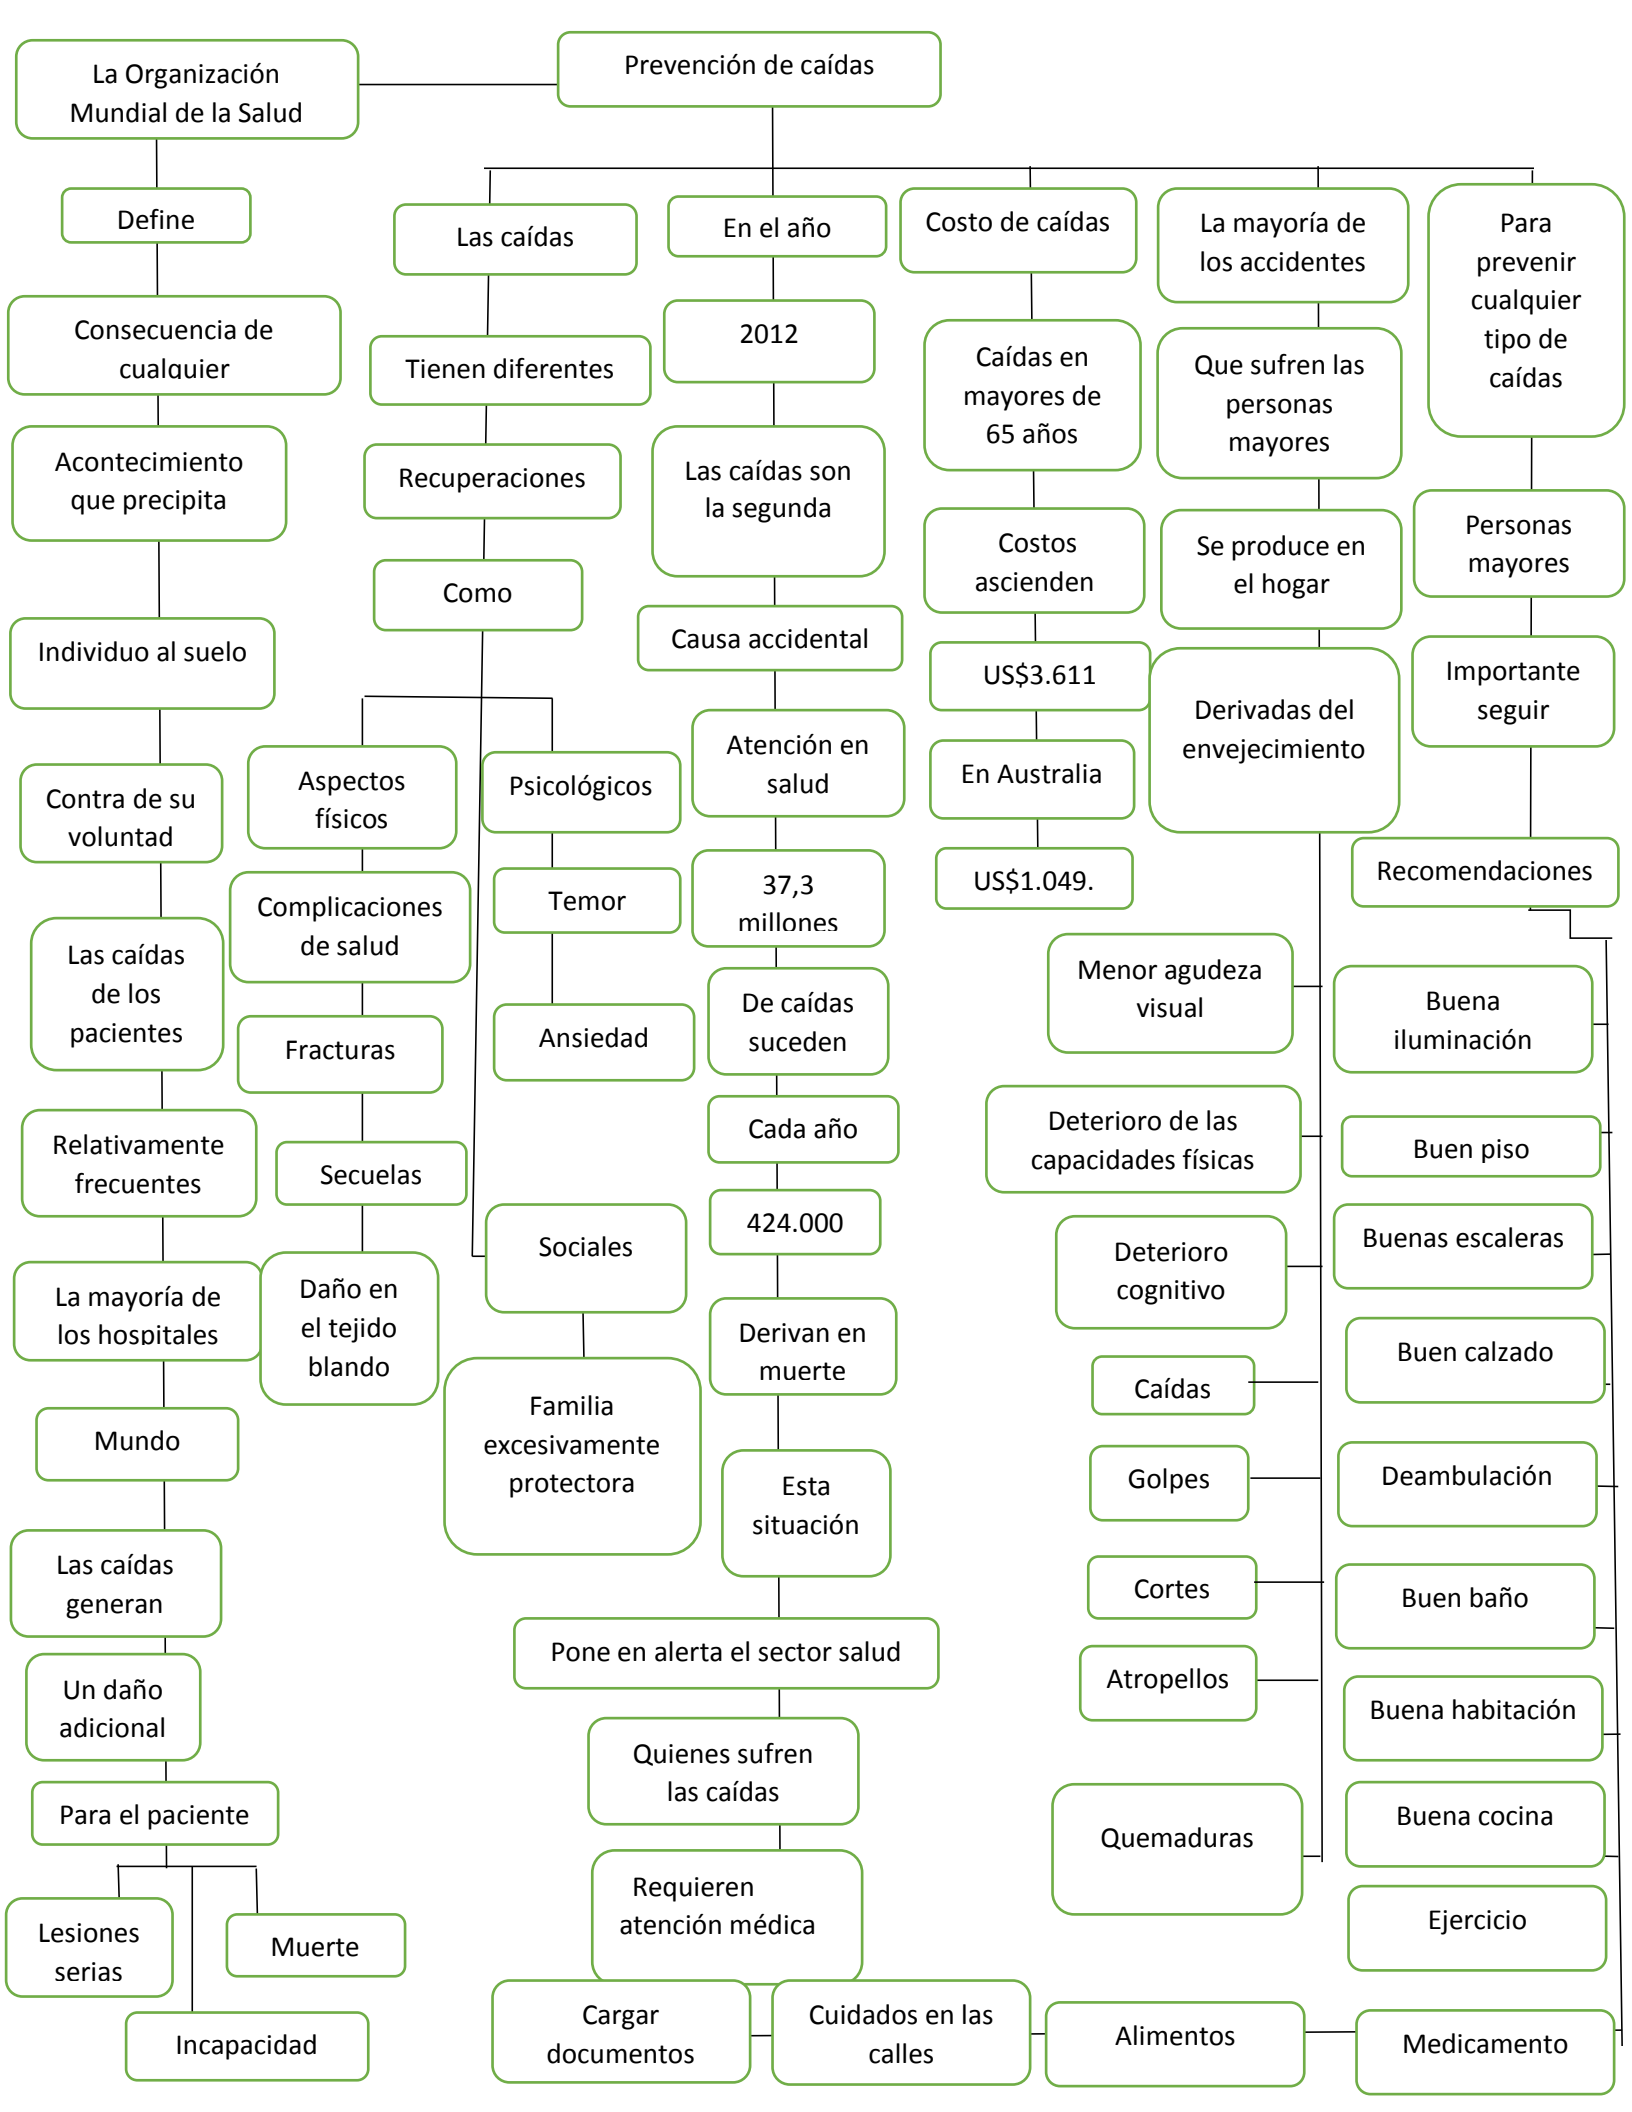 Prevención de caídas
La Organización
Mundial de la Salud
Define
Consecuencia de
cualquier
Acontecimiento
que precipita
Individuo al suelo
Contra de su
voluntad
Las caídas
de los
pacientes
Relativamente
frecuentes
La mayoría de
los hospitales
Mundo
Las caídas
generan
Un daño
adicional
Para el paciente
Lesiones
serias
Incapacidad
Muerte
Las caídas
Tienen diferentes
Recuperaciones
Como
Aspectos
físicos
Complicaciones
de salud
Fracturas
Secuelas
Daño en
el tejido
blando
Psicológicos
Temor
Ansiedad
Sociales
Familia
excesivamente
protectora
En el año
2012
Las caídas son
la segunda
Causa accidental
Atención en
salud
37,3
millones
De caídas
suceden
Cada año
424.000
Derivan en
muerte
Esta
situación
Pone en alerta el sector salud
Quienes sufren
las caídas
Requieren
atención médica
Costo de caídas
Caídas en
mayores de
65 años
Costos
ascienden
US$3.611
En Australia
US$1.049.
La mayoría de
los accidentes
Que sufren las
personas
mayores
Se produce en
el hogar
Derivadas del
envejecimiento
Menor agudeza
visual
Deterioro de las
capacidades físicas
Deterioro
cognitivo
Caídas
Golpes
Cortes
Atropellos
Quemaduras
Para
prevenir
cualquier
tipo de
caídas
Personas
mayores
Importante
seguir
Recomendaciones
Buena
iluminación
Buen piso
Buenas escaleras
Buen calzado
Deambulación
Buen baño
Buena habitación
Buena cocina
Ejercicio
Medicamento
Alimentos
Cuidados en las
calles
Cargar
documentos